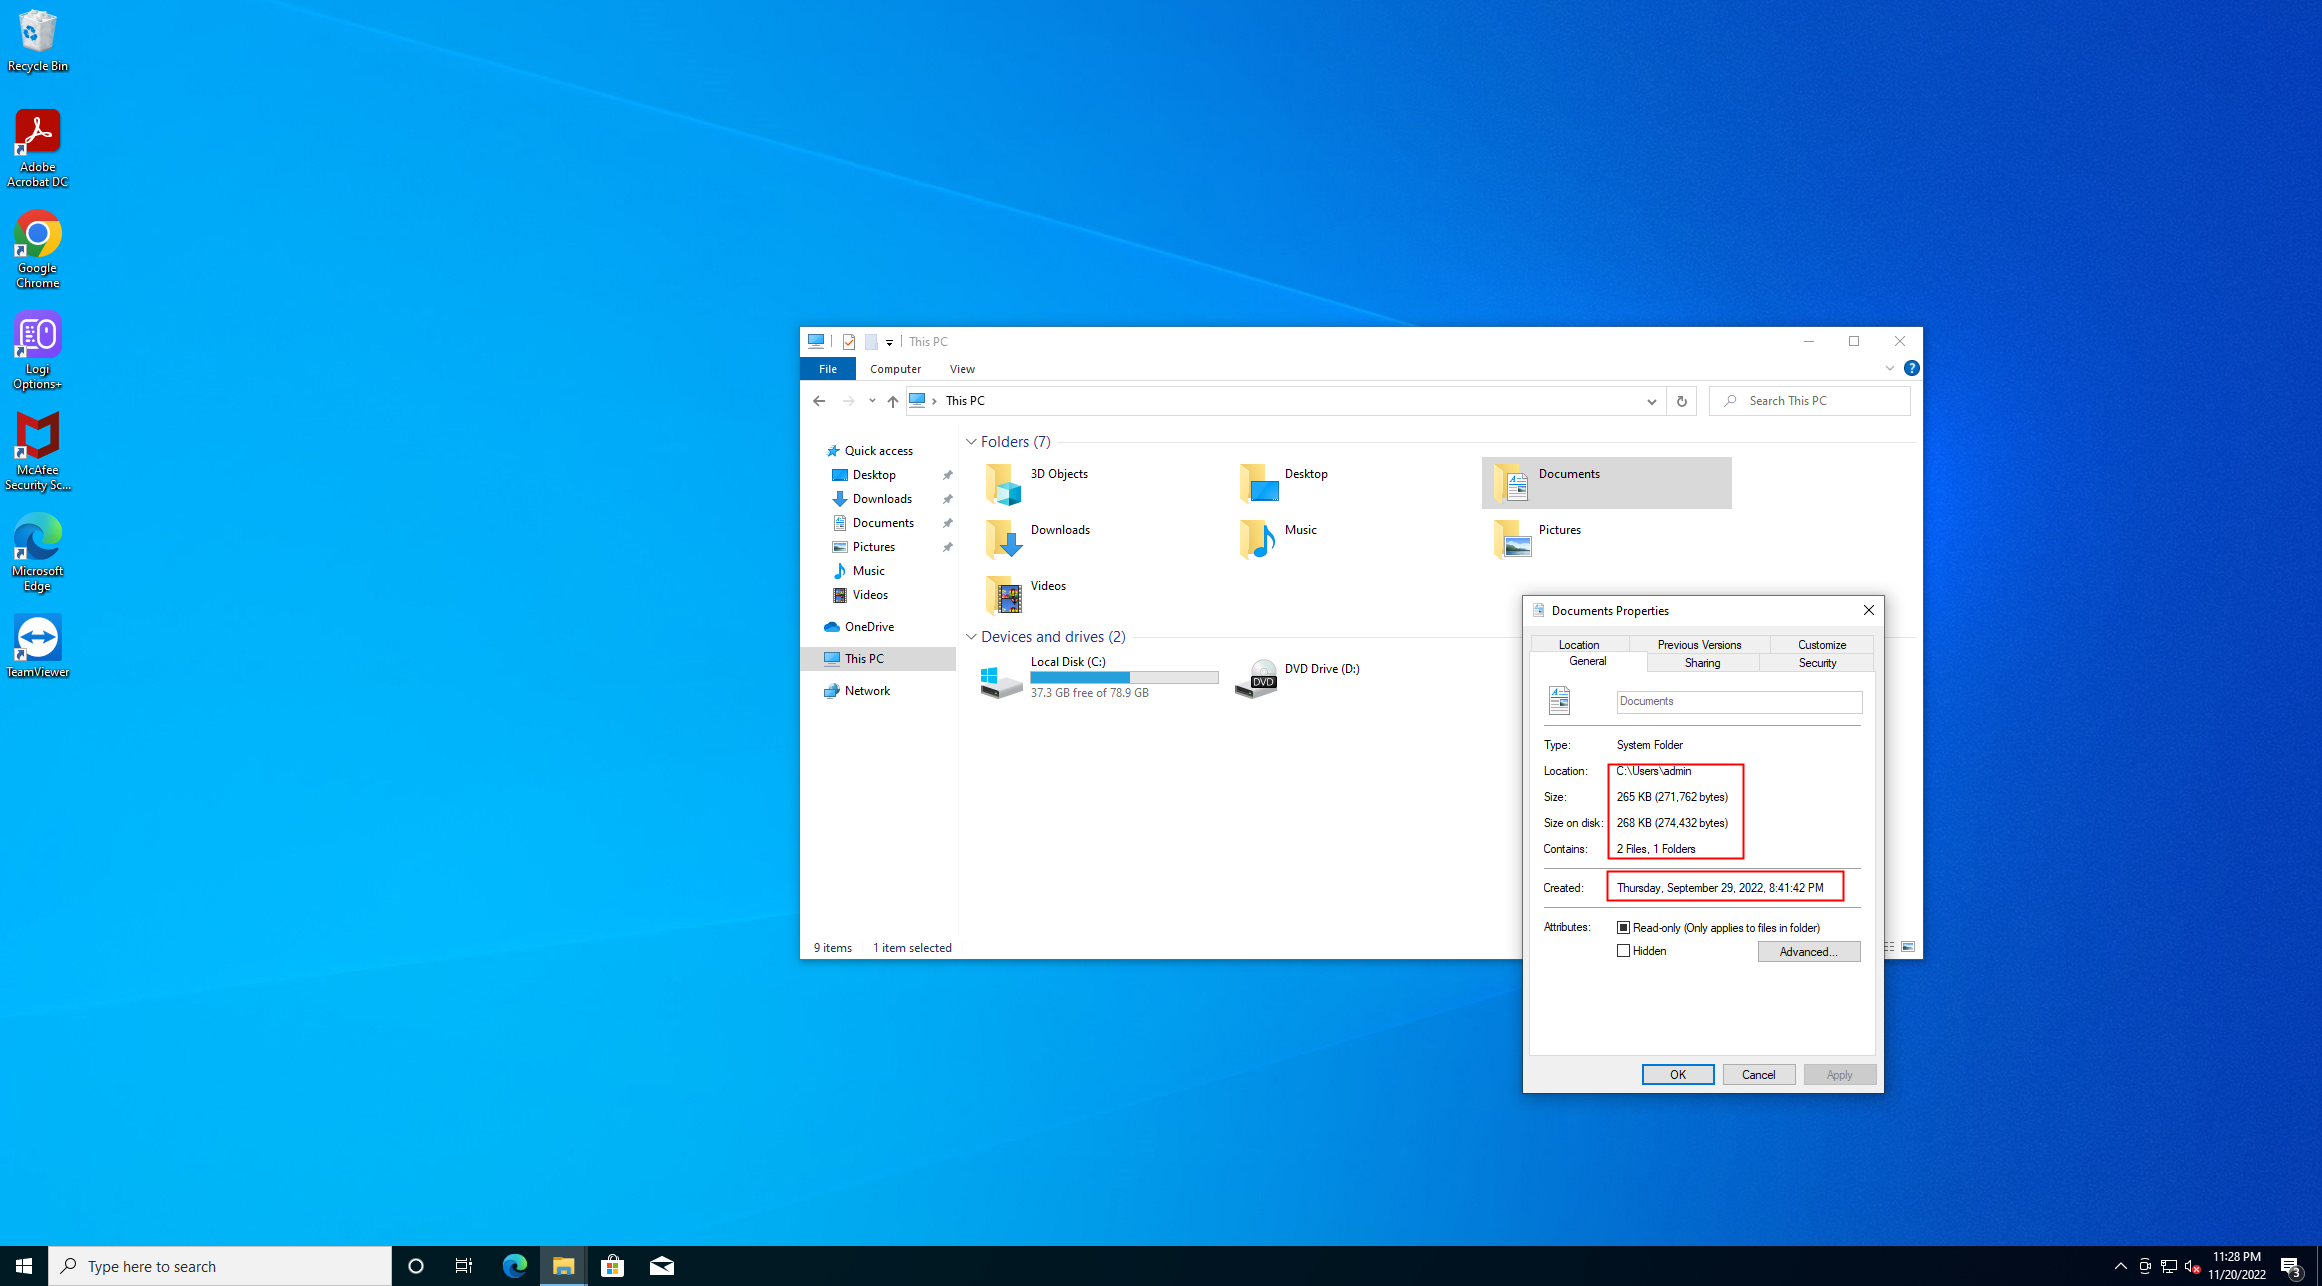 Recycle Bin
Adobe
Acrobat DC
Google
Chrome
Logi
Options+
McAfee
Security Sc...
Microsoft
Edge
TeamViewer
This PC
File Computer View
?
This PC
Search This PC
Quick access
Desktop
Downloads
Documents
Pictures
Music
Videos
OneDrive
This PC
Network
Folders (7)
3D Objects
Desktop
Documents
Downloads
Music
Pictures
Videos
Devices and drives (2)
Local Disk (C:)
37.3 GB free of 78.9 GB
DVD
DVD Drive (D:)
9 items 1 item selected
Documents Properties
Location Previous Versions Customize
General Sharing Security
Documents
Type: System Folder
Location: C:\Users\admin
Size: 265 KB (271,762 bytes)
Size on disk: 268 KB (274,432 bytes)
Contains: 2 Files, 1 Folders
Created: Thursday, September 29, 2022, 8:41:42 PM
Attributes: Read-only (Only applies to files in folder)
Hidden Advanced...
OK Cancel Apply
Type here to search
11:28 PM
11/20/2022
3